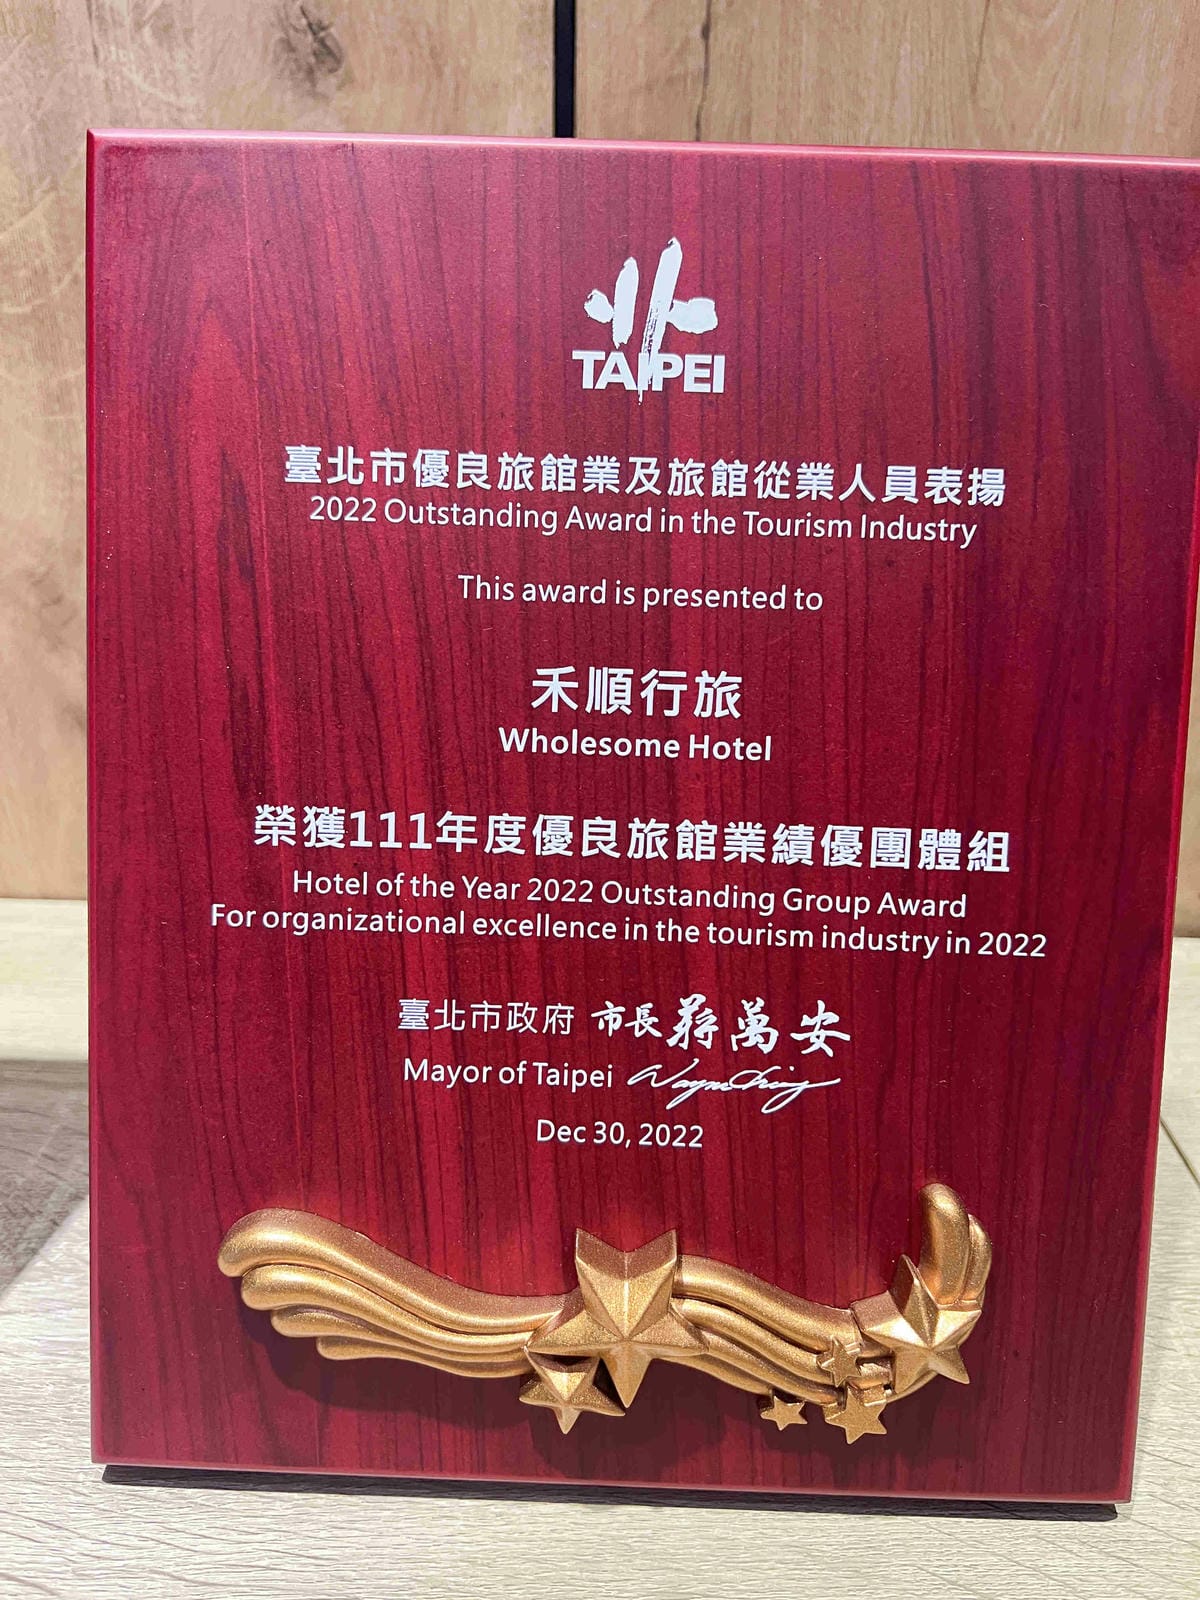 北
TAIPEI
臺北市優良旅館業及旅館從業人員表揚
2022 Outstanding Award in the Tourism Industry
This award is presented to
禾順行旅
Wholesome Hotel
榮獲111年度優良旅館業績優團體組
Hotel of the Year 2022 Outstanding Group Award
For organizational excellence in the tourism industry in 2022
臺北市政府 市長蔣萬安
Mayor of Taipei Wayne Chiang
Dec 30, 2022